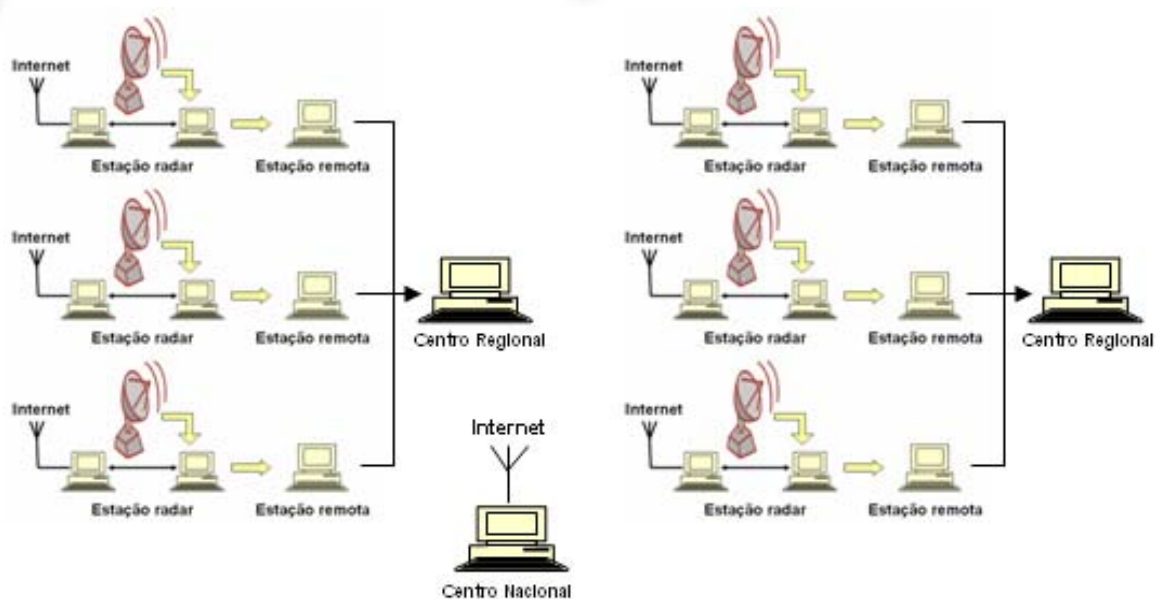 Internet
Estação radar
Estação remota
Internet
Estação radar
Estação remota
Internet
Estação radar
Estação remota
Centro Regional
Internet
Centro Nacional
Internet
Estação radar
Estação remota
Internet
Estação radar
Estação remota
Internet
Estação radar
Estação remota
Centro Regional